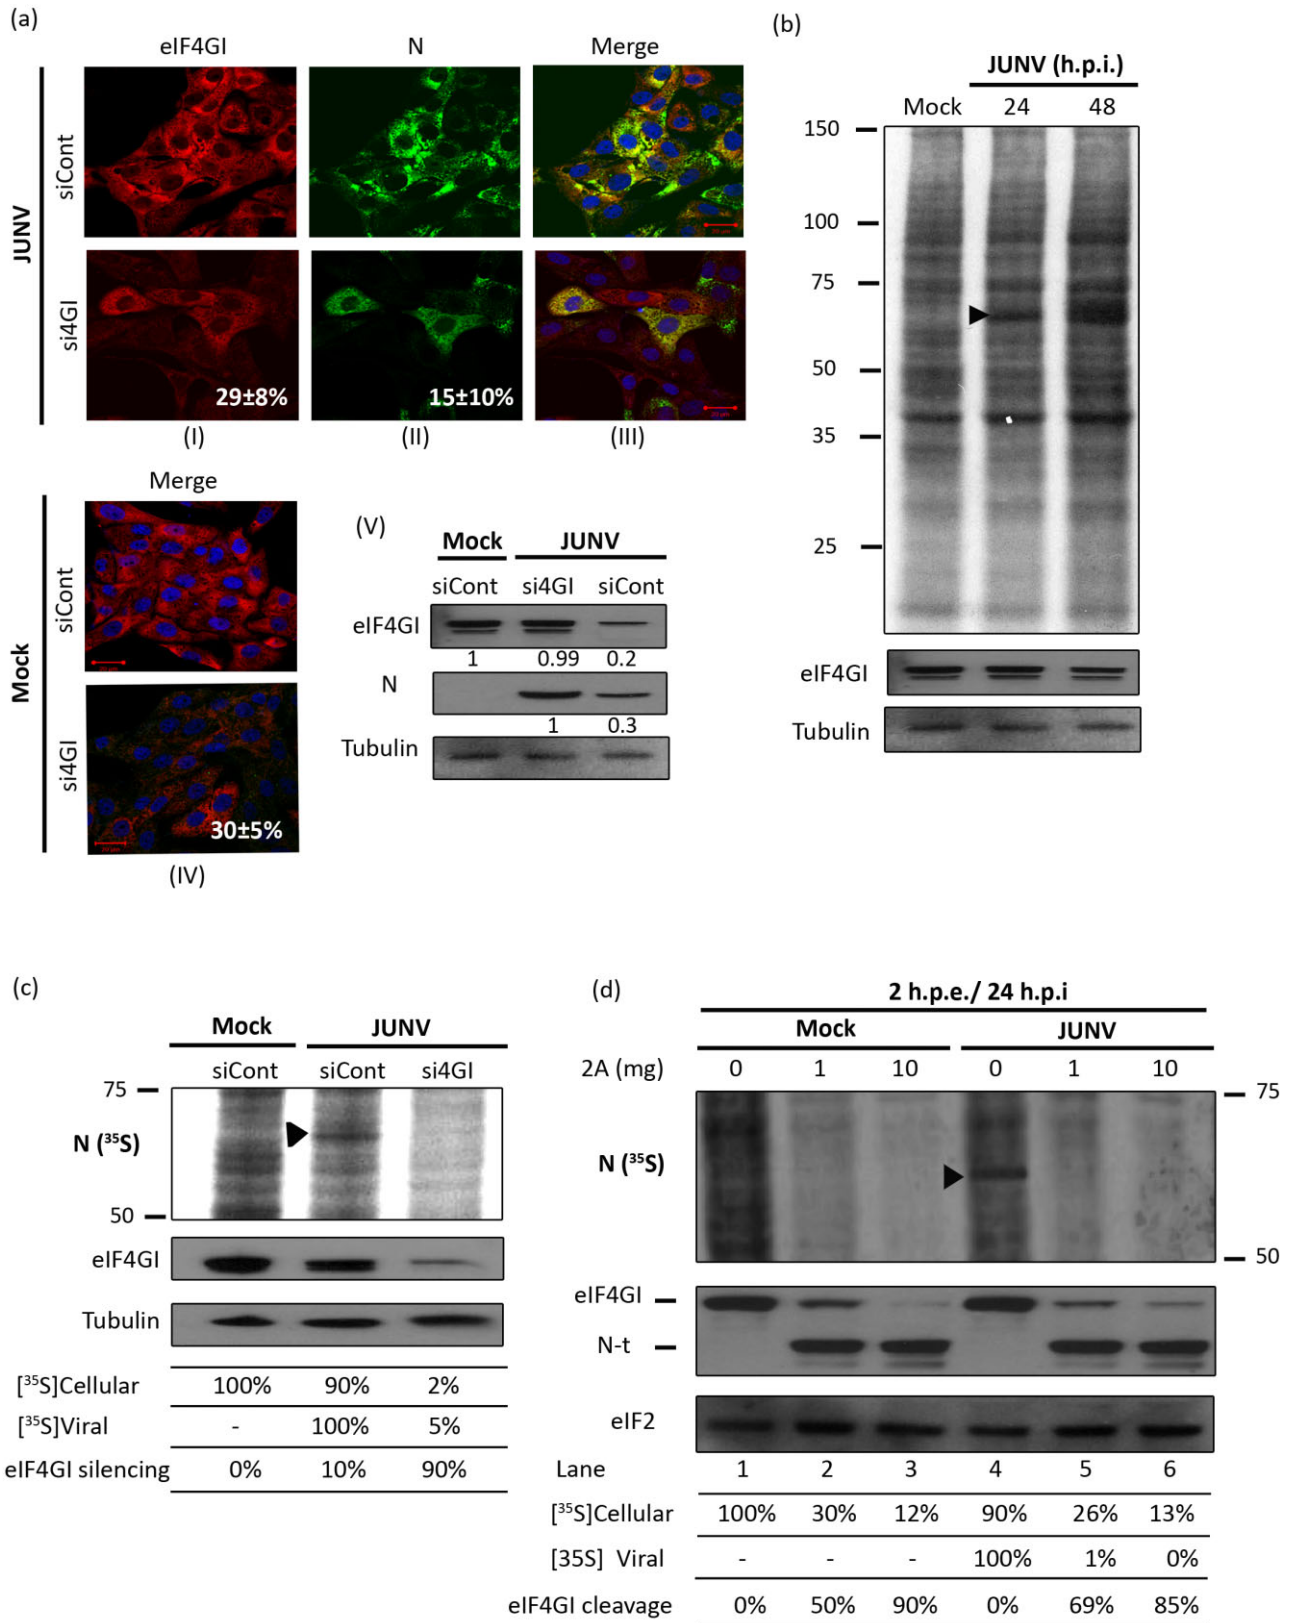 (a)
eIF4GI N Merge
JUNV
siCont
si4GI
29±8% 15±10%
(I) (II) (III)
Merge
Mock
siCont
si4GI
30±5%
(IV)
(V)
Mock JUNV
siCont si4GI siCont
eIF4GI
1 0.99 0.2
N
1 0.3
Tubulin
(b)
JUNV (h.p.i.)
Mock 24 48
150
100
75
50
35
25
eIF4GI
Tubulin
(c)
Mock JUNV
siCont siCont si4GI
75
N (³⁵S)
50
eIF4GI
Tubulin
[³⁵S]Cellular 100% 90% 2%
[³⁵S]Viral - 100% 5%
eIF4GI silencing 0% 10% 90%
(d)
2 h.p.e./ 24 h.p.i
Mock JUNV
2A (mg) 0 1 10 0 1 10
75
N (³⁵S)
50
eIF4GI
N-t
eIF2
Lane 1 2 3 4 5 6
[³⁵S]Cellular 100% 30% 12% 90% 26% 13%
[35S] Viral - - - 100% 1% 0%
eIF4GI cleavage 0% 50% 90% 0% 69% 85%